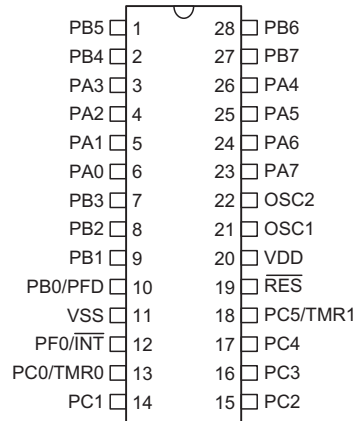 PB5 1 28 PB6
PB4 2 27 PB7
PA3 3 26 PA4
PA2 4 25 PA5
PA1 5 24 PA6
PA0 6 23 PA7
PB3 7 22 OSC2
PB2 8 21 OSC1
PB1 9 20 VDD
PB0/PFD 10 19 R̅E̅S̅
VSS 11 18 PC5/TMR1
PF0/I̅N̅T̅ 12 17 PC4
PC0/TMR0 13 16 PC3
PC1 14 15 PC2